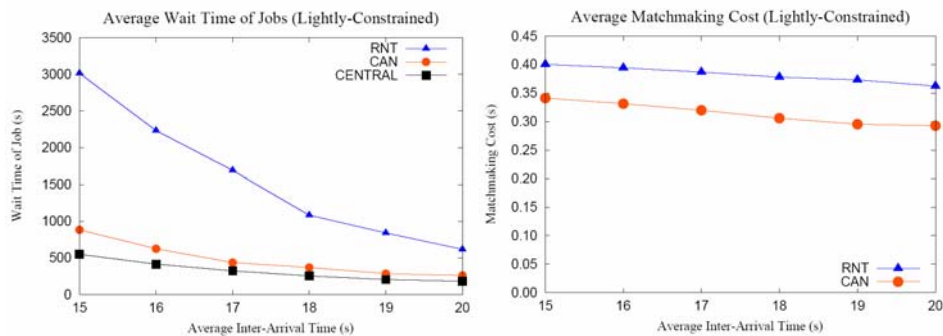 Average Wait Time of Jobs (Lightly-Constrained)
3500
3000
2500
2000
1500
1000
500
0
Wait Time of Job (s)
RNT
CAN
CENTRAL
15 16 17 18 19 20
Average Inter-Arrival Time (s)
Average Matchmaking Cost (Lightly-Constrained)
0.45
0.40
0.35
0.30
0.25
0.20
0.15
0.10
0.05
0.00
Matchmaking Cost (s)
RNT
CAN
15 16 17 18 19 20
Average Inter-Arrival Time (s)